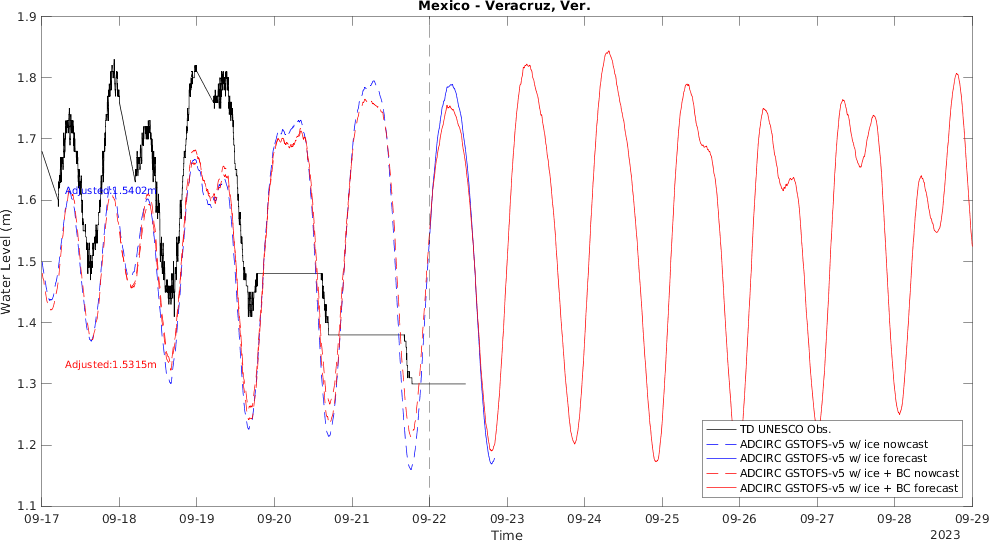 Mexico - Veracruz, Ver.
1.9
1.8
1.7
1.6
1.5
1.4
1.3
1.2
1.1
Water Level (m)
Adjusted:1.5402m
Adjusted:1.5315m
TD UNESCO Obs.
ADCIRC GSTOFS-v5 w/ ice nowcast
ADCIRC GSTOFS-v5 w/ ice forecast
ADCIRC GSTOFS-v5 w/ ice + BC nowcast
ADCIRC GSTOFS-v5 w/ ice + BC forecast
09-17 09-18 09-19 09-20 09-21 09-22 09-23 09-24 09-25 09-26 09-27 09-28 09-29
Time
2023